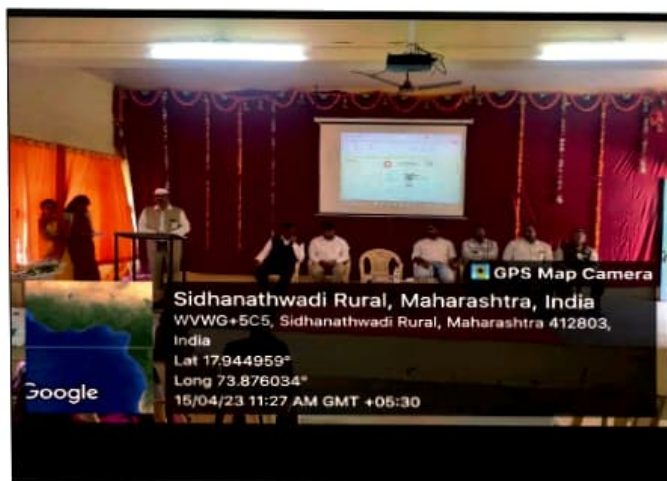 GPS Map Camera
Sidhanathwadi Rural, Maharashtra, India
WVWG+5C5, Sidhanathwadi Rural, Maharashtra 412803,
India
Lat 17.944959°
Long 73.876034°
15/04/23 11:27 AM GMT +05:30
Google